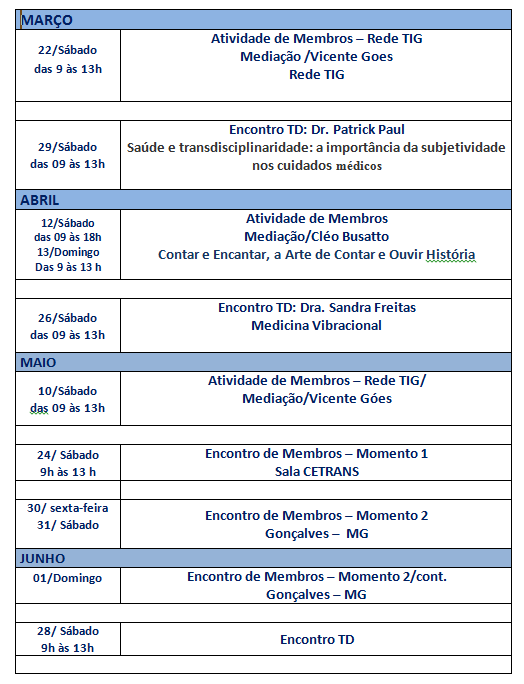 MARÇO
22/Sábado
das 9 às 13h
Atividade de Membros – Rede TIG
Mediação /Vicente Goes
Rede TIG
29/Sábado
das 09 às 13h
Encontro TD: Dr. Patrick Paul
Saúde e transdisciplinaridade: a importância da subjetividade
nos cuidados médicos
ABRIL
12/Sábado
das 09 às 18h
13/Domingo
Das 9 às 13 h
Atividade de Membros
Mediação/Cléo Busatto
Contar e Encantar, a Arte de Contar e Ouvir História
26/Sábado
das 09 às 13h
Encontro TD: Dra. Sandra Freitas
Medicina Vibracional
MAIO
10/Sábado
das 09 às 13h
Atividade de Membros – Rede TIG/
Mediação/Vicente Góes
24/ Sábado
9h às 13 h
Encontro de Membros – Momento 1
Sala CETRANS
30/ sexta-feira
31/ Sábado
Encontro de Membros – Momento 2
Gonçalves – MG
JUNHO
01/Domingo
Encontro de Membros – Momento 2/cont.
Gonçalves – MG
28/ Sábado
9h às 13h
Encontro TD